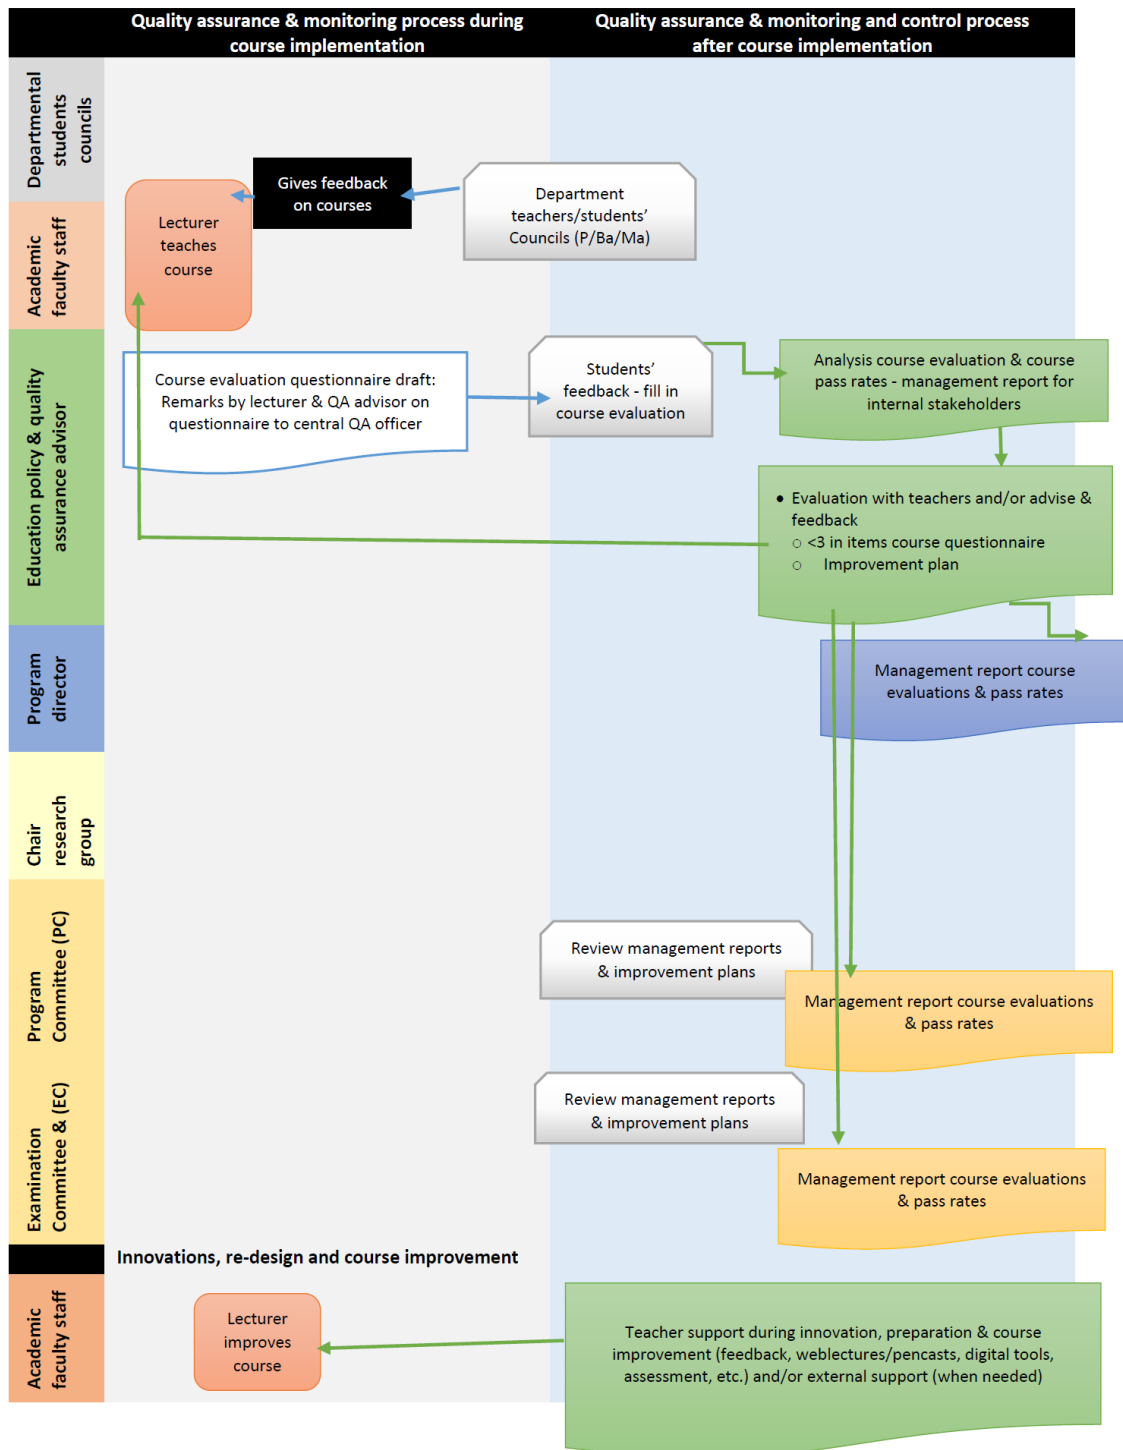 Quality assurance & monitoring process during
course implementation
Quality assurance & monitoring and control process
after course implementation
Departmental
students
councils
Gives feedback
on courses
Department
teachers/students’
Councils (P/Ba/Ma)
Academic
faculty staff
Lecturer
teaches
course
Education policy & quality
assurance advisor
Course evaluation questionnaire draft:
Remarks by lecturer & QA advisor on
questionnaire to central QA officer
Students’
feedback - fill in
course evaluation
Analysis course evaluation & course
pass rates - management report for
internal stakeholders
● Evaluation with teachers and/or advise &
feedback
○ <3 in items course questionnaire
○ Improvement plan
Program
director
Management report course
evaluations & pass rates
Chair
research
group
Program
Committee (PC)
Review management reports
& improvement plans
Management report course evaluations
& pass rates
Examination
Committee & (EC)
Review management reports
& improvement plans
Management report course evaluations
& pass rates
Innovations, re-design and course improvement
Academic
faculty staff
Lecturer
improves
course
Teacher support during innovation, preparation & course
improvement (feedback, weblectures/pencasts, digital tools,
assessment, etc.) and/or external support (when needed)